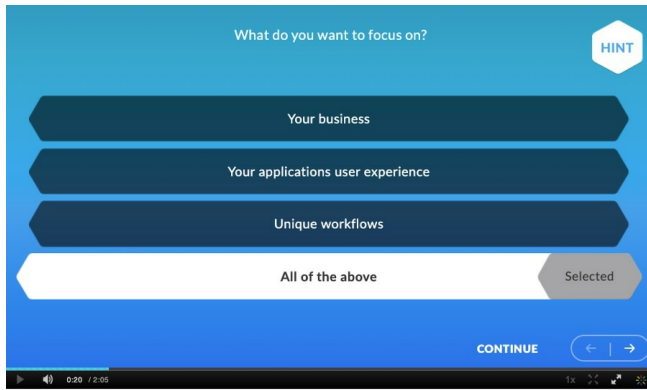 What do you want to focus on?
HINT
Your business
Your applications user experience
Unique workflows
All of the above
Selected
CONTINUE
0:20 / 2:05
1x